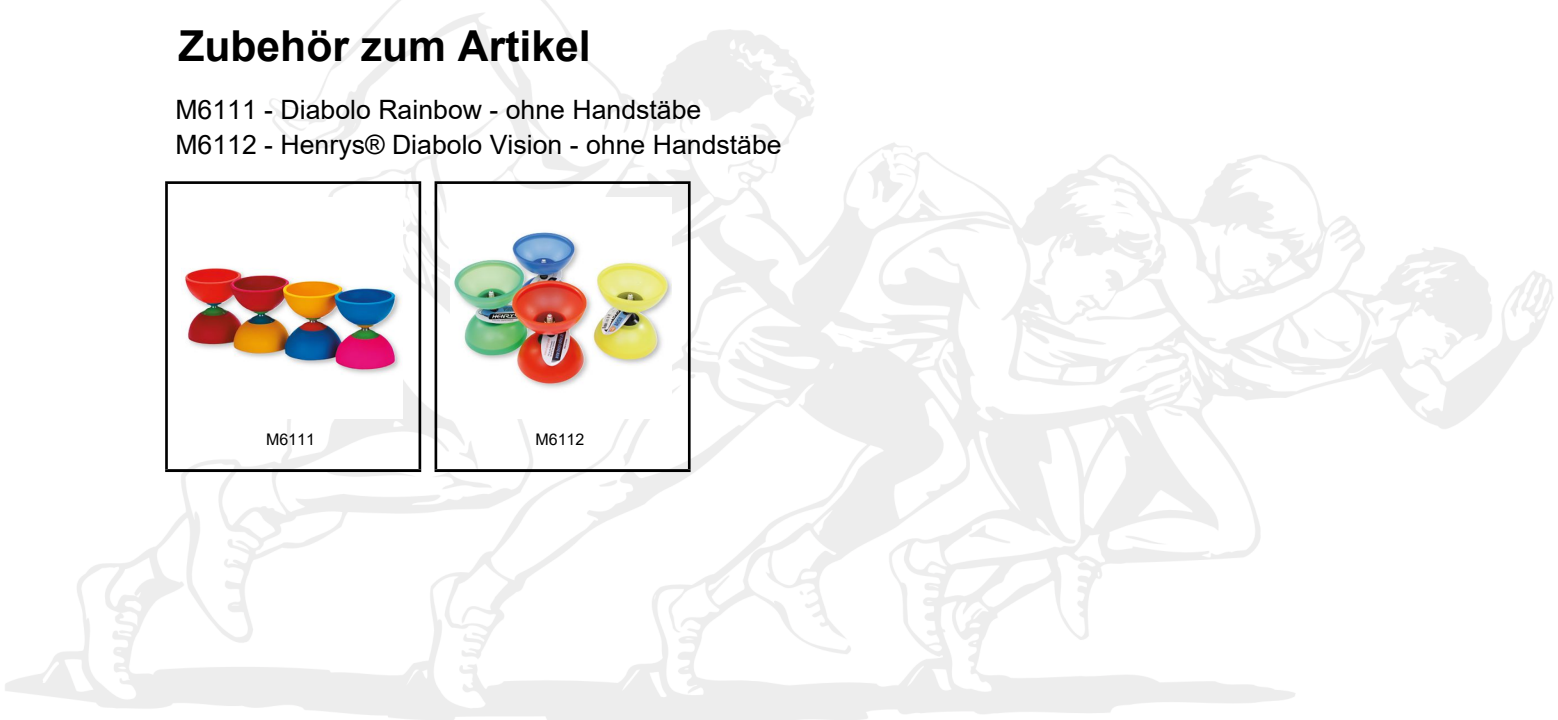 Zubehör zum Artikel
M6111 - Diabolo Rainbow - ohne Handstäbe
M6112 - Henrys® Diabolo Vision - ohne Handstäbe
M6111
M6112